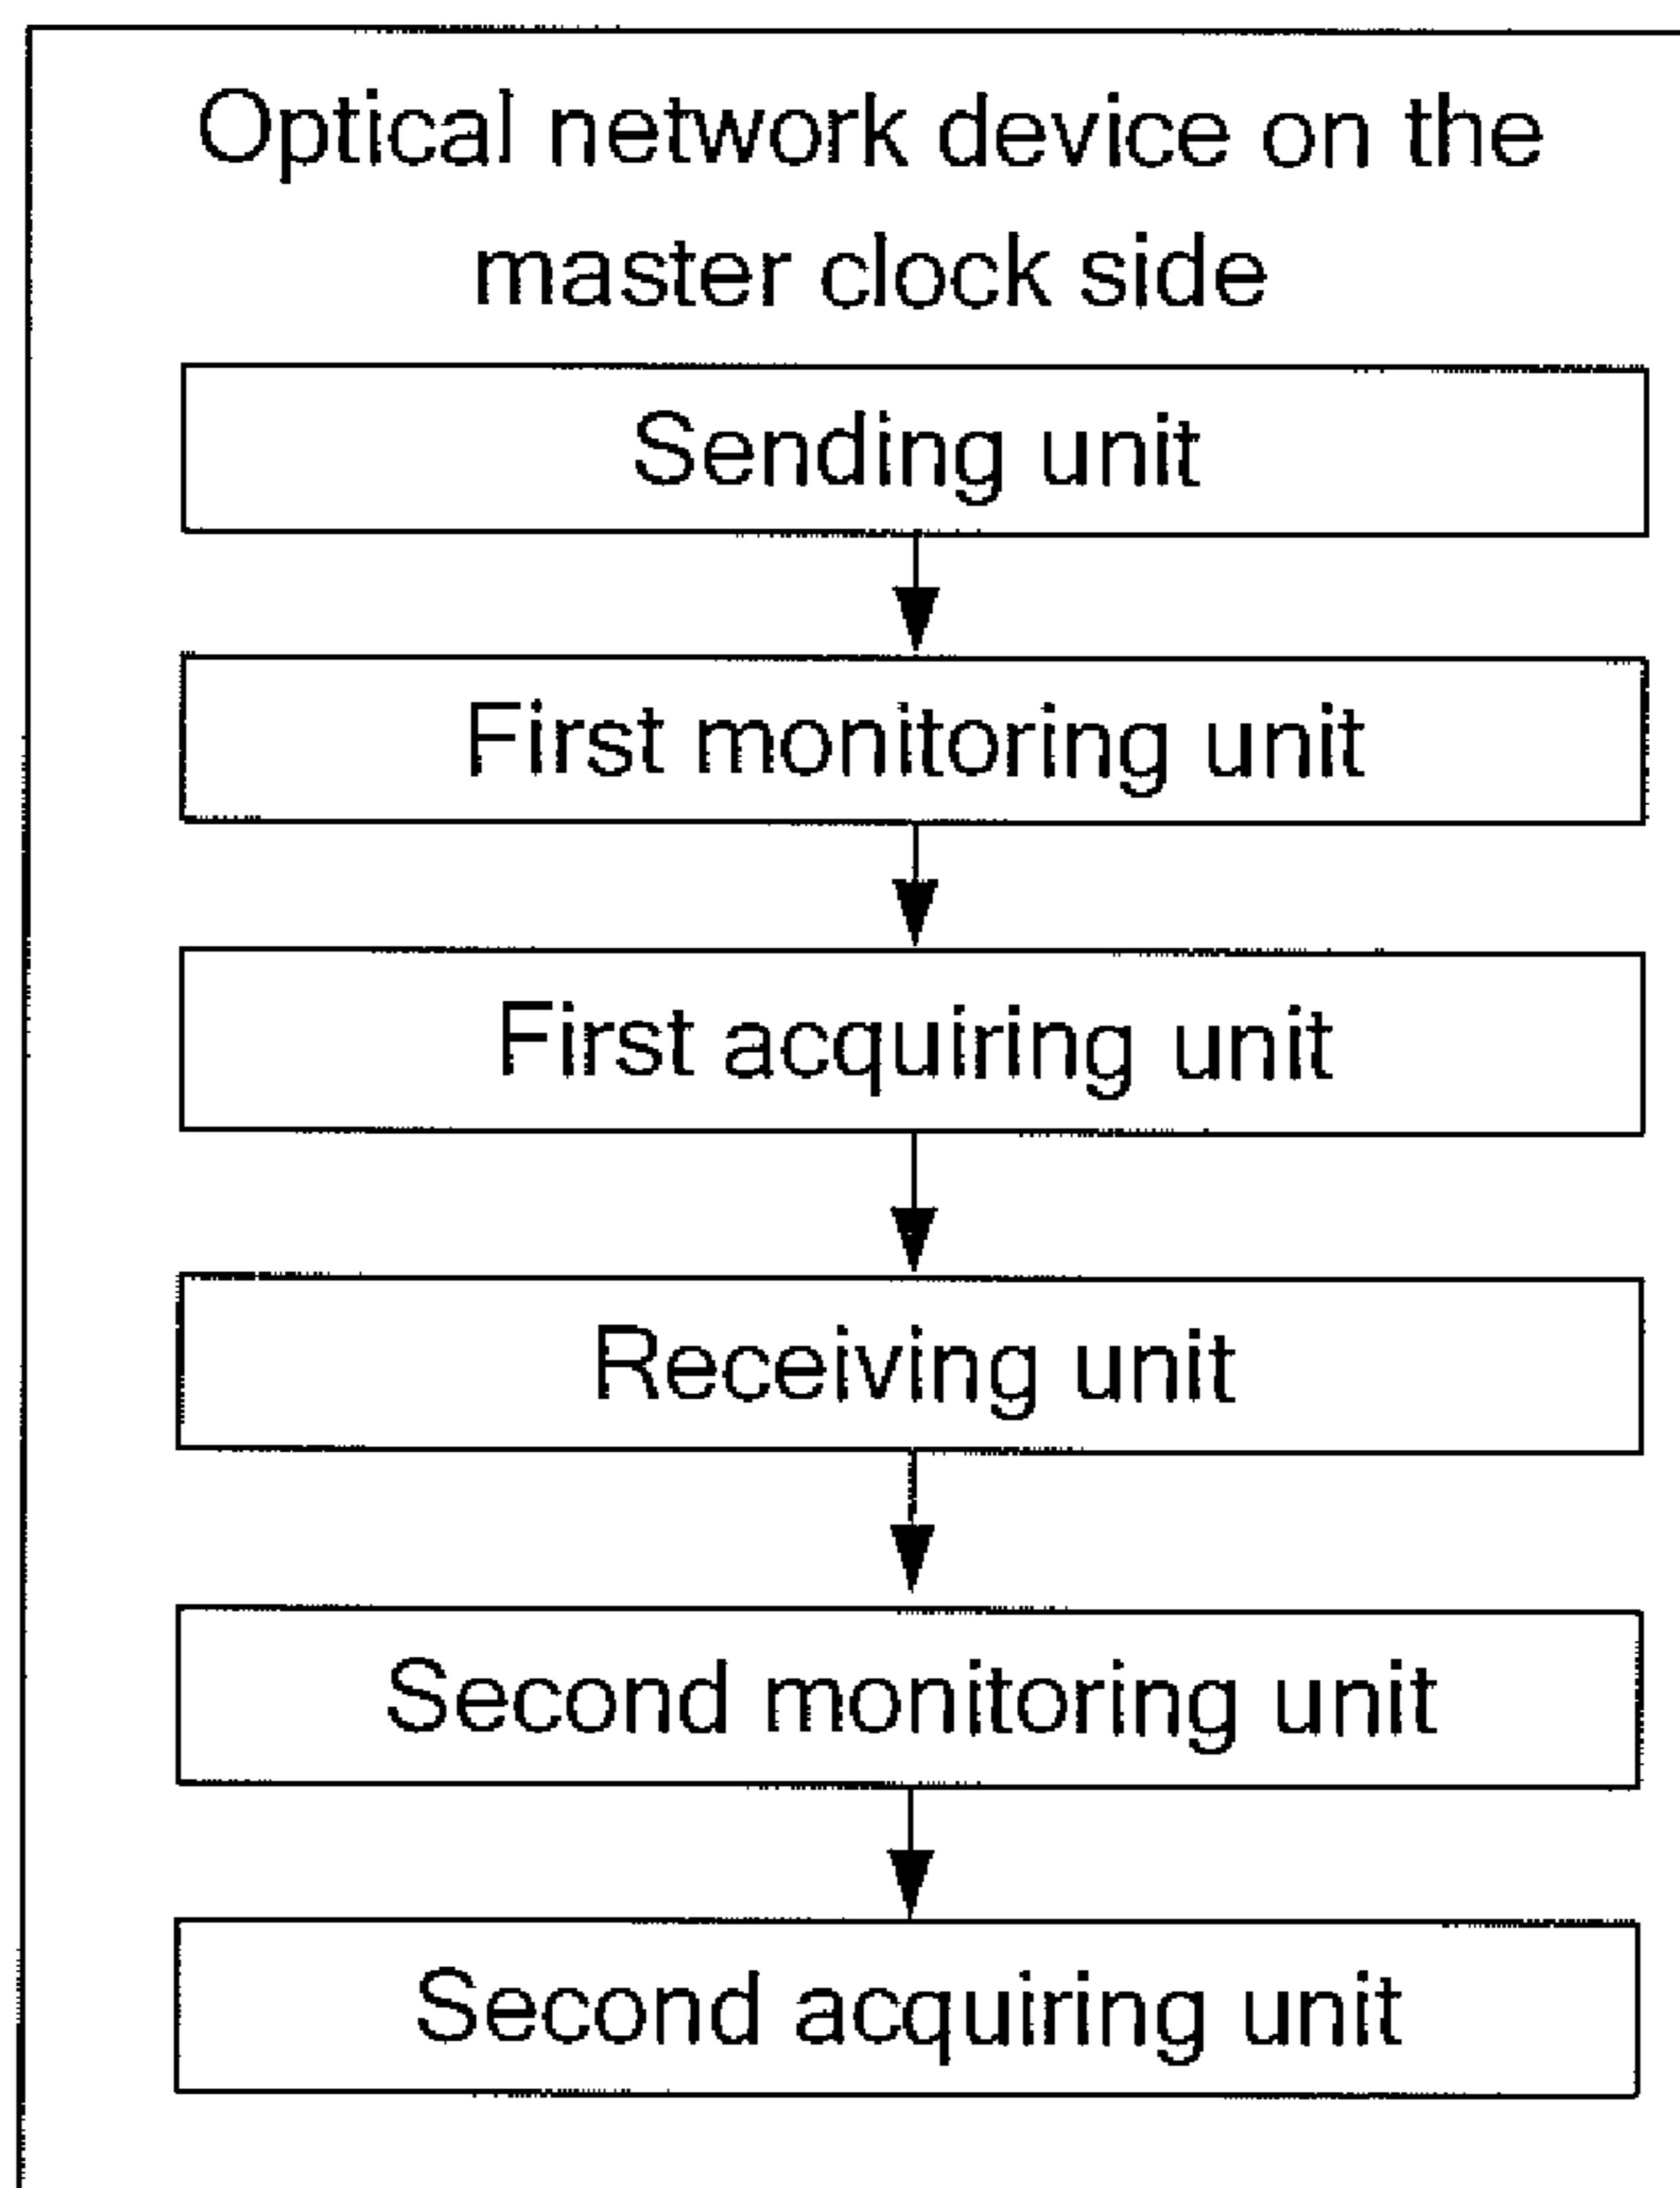 Optical network device on the
master clock side
Sending unit
First monitoring unit
First acquiring unit
Receiving unit
Second monitoring unit
Second acquiring unit